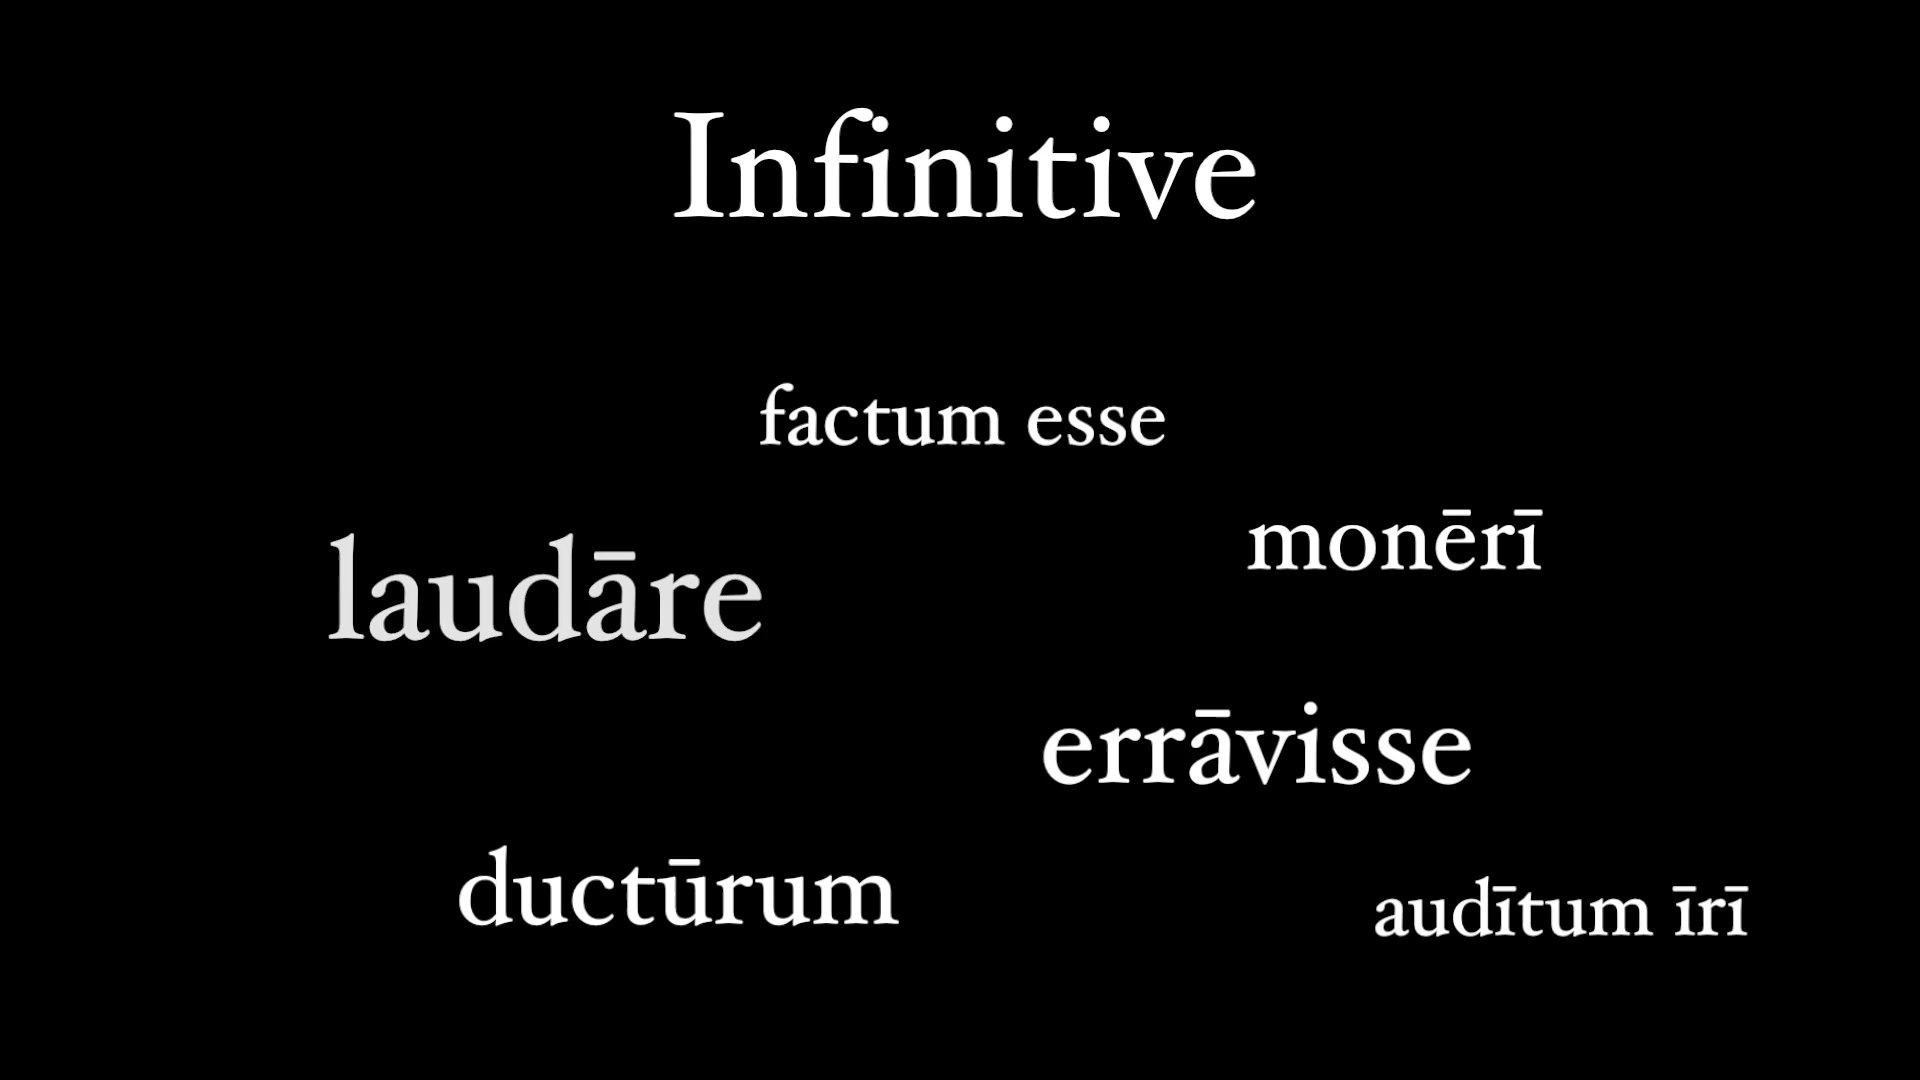 Infinitive
factum esse
monērī
laudāre
errāvisse
ductūrum
audītum īrī